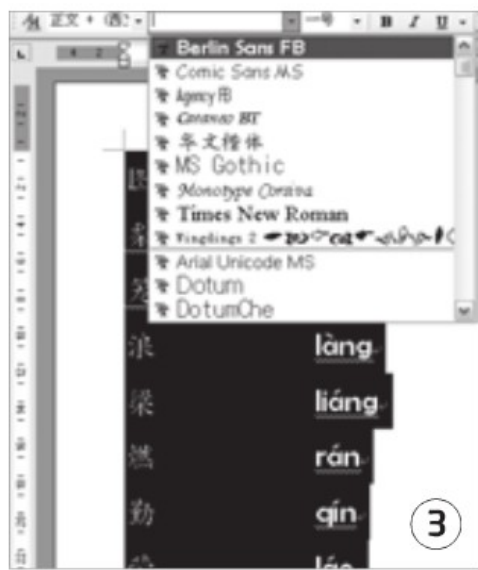 正文 + (西: 一号 B I U
Berlin Sans FB
Comic Sans MS
Agency FB
Cataneo BT
华文楷体
MS Gothic
Monotype Corsiva
Times New Roman
Wingdings 2
Arial Unicode MS
Dotum
DotumChe
浪 làng
梁 liáng
燃 rán
勤 qín
③